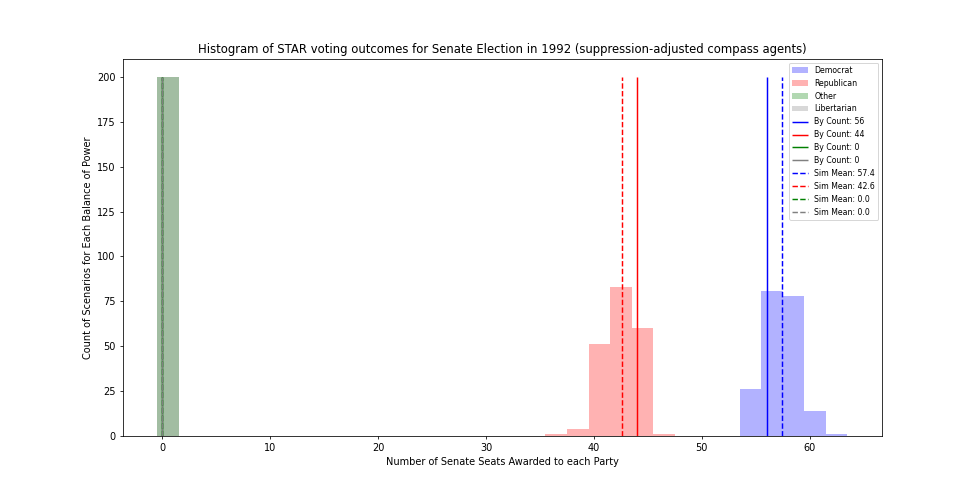 Histogram of STAR voting outcomes for Senate Election in 1992 (suppression-adjusted compass agents)
Count of Scenarios for Each Balance of Power
200
175
150
125
100
75
50
25
0
0
10
20
30
40
50
60
Number of Senate Seats Awarded to each Party
Democrat
Republican
Other
Libertarian
By Count: 56
By Count: 44
By Count: 0
By Count: 0
Sim Mean: 57.4
Sim Mean: 42.6
Sim Mean: 0.0
Sim Mean: 0.0